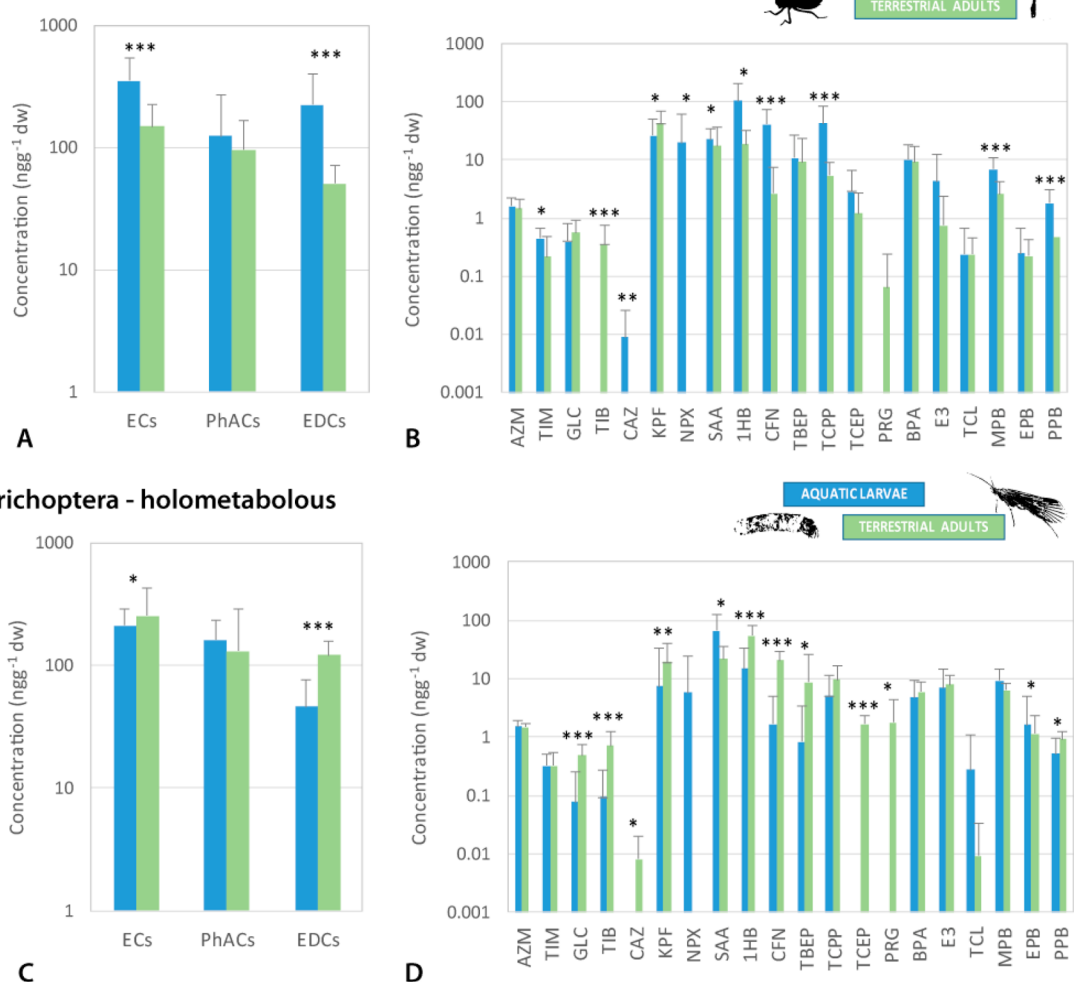 TERRESTRIAL ADULTS
1000
100
10
1
Concentration (ngg⁻¹ dw)
***
***
ECs PhACs EDCs
A
1000
100
10
1
0.1
0.01
0.001
Concentration (ngg⁻¹ dw)
* *** ** * * * * *** *** *** ***
AZM TIM GLC TIB CAZ KPF NPX SAA 1HB CFN TBEP TCPP TCEP PRG BPA E3 TCL MPB EPB PPB
B
richoptera - holometabolous
AQUATIC LARVAE
TERRESTRIAL ADULTS
1000
100
10
1
Concentration (ngg⁻¹ dw)
*
***
ECs PhACs EDCs
C
1000
100
10
1
0.1
0.01
0.001
Concentration (ngg⁻¹ dw)
*** *** * ** * *** *** * *** * * *
AZM TIM GLC TIB CAZ KPF NPX SAA 1HB CFN TBEP TCPP TCEP PRG BPA E3 TCL MPB EPB PPB
D